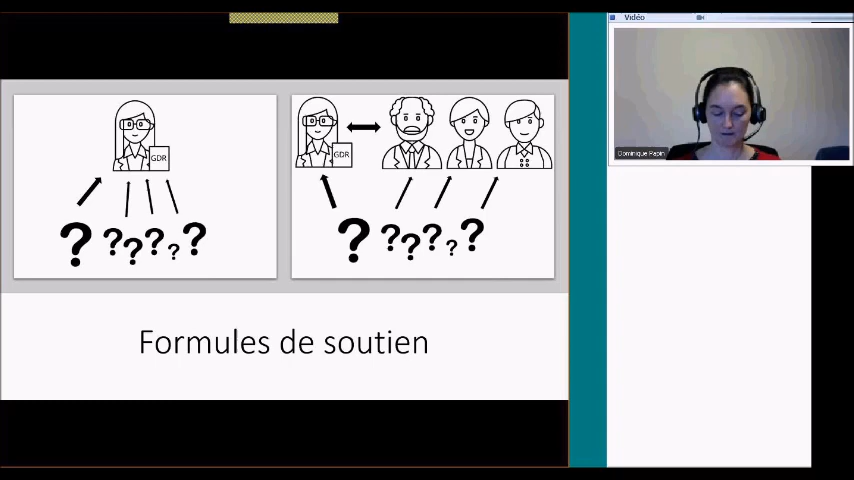 Vidéo
GDR
GDR
? ? ? ? ? ?
? ? ? ? ? ?
Formules de soutien
Dominique Papin